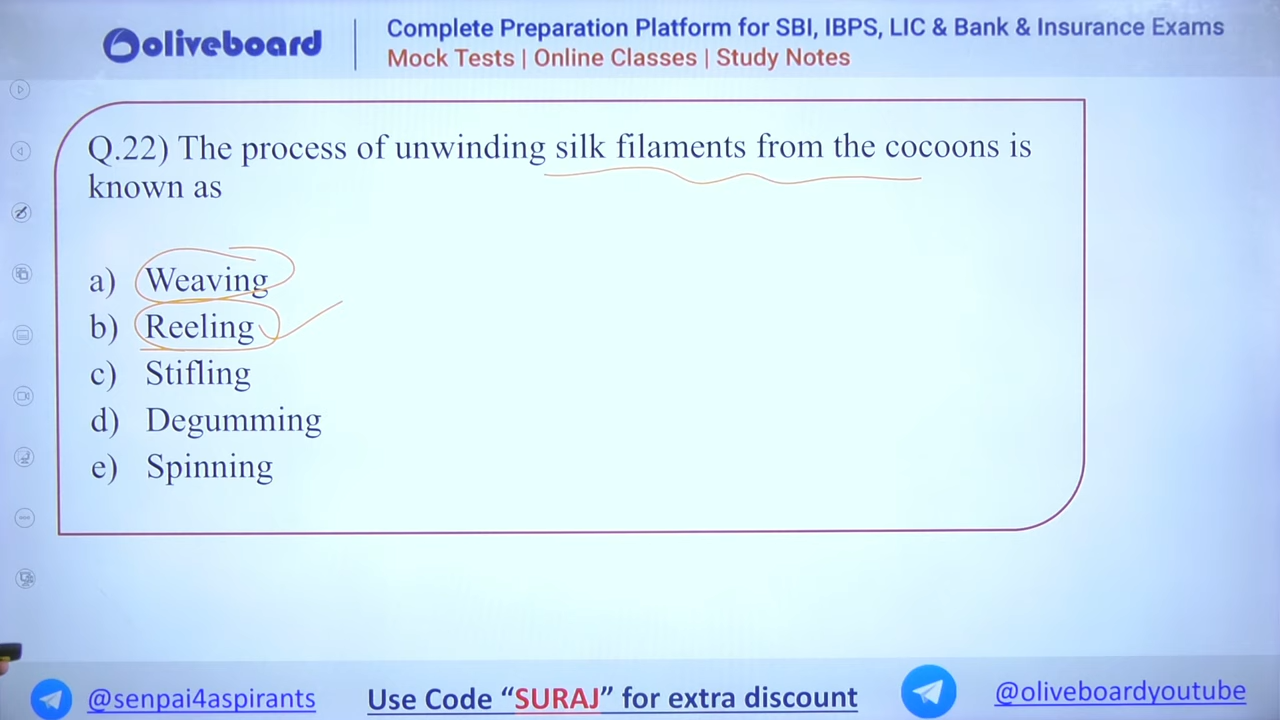 oliveboard
Complete Preparation Platform for SBI, IBPS, LIC & Bank & Insurance Exams
Mock Tests | Online Classes | Study Notes
Q.22) The process of unwinding silk filaments from the cocoons is
known as
a) Weaving
b) Reeling
c) Stifling
d) Degumming
e) Spinning
@senpai4aspirants
Use Code “SURAJ” for extra discount
@oliveboardyoutube